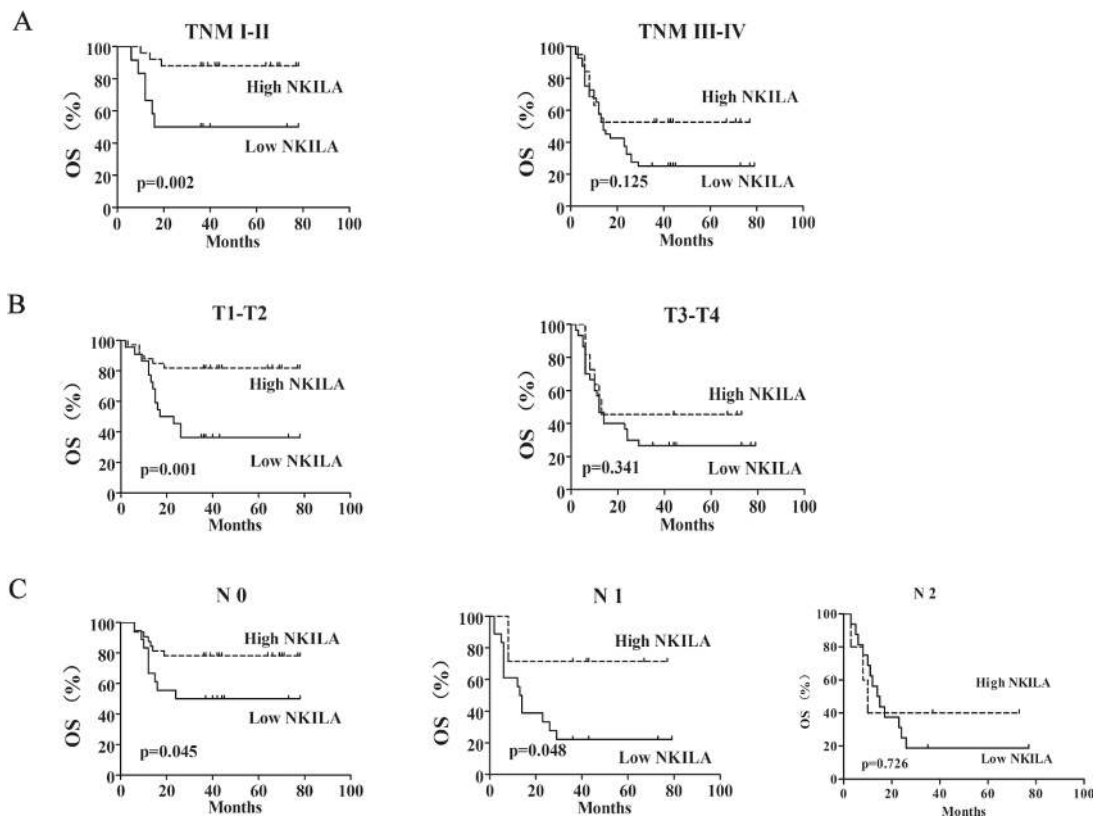 A
TNM I-II
100
80
60
40
20
0
OS (%)
High NKILA
Low NKILA
p=0.002
0 20 40 60 80 100
Months
TNM III-IV
100
80
60
40
20
0
OS (%)
High NKILA
Low NKILA
p=0.125
0 20 40 60 80 100
Months
B
T1-T2
100
80
60
40
20
0
OS (%)
High NKILA
Low NKILA
p=0.001
0 20 40 60 80 100
Months
T3-T4
100
80
60
40
20
0
OS (%)
High NKILA
Low NKILA
p=0.341
0 20 40 60 80 100
Months
C
N 0
100
80
60
40
20
0
OS (%)
High NKILA
Low NKILA
p=0.045
0 20 40 60 80 100
Months
N 1
100
80
60
40
20
0
OS (%)
High NKILA
Low NKILA
p=0.048
0 20 40 60 80 100
Months
N 2
100
80
60
40
20
0
OS (%)
High NKILA
Low NKILA
p=0.726
0 20 40 60 80 100
Months